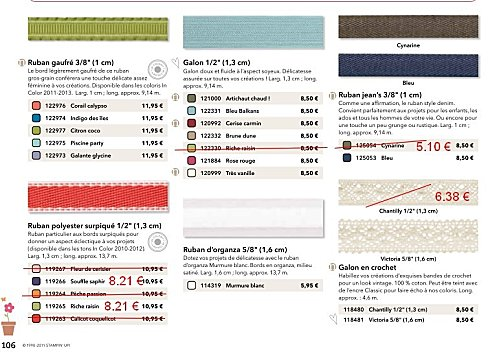 Ruban gaufré 3/8" (1 cm)
Le bord légèrement gaufré de ce ruban
gros-grain conférera une touche délicate assez
féminine à vos créations. Disponible dans les coloris In
Color 2011-2013. Larg. 1 cm ; long. approx. 9,14 m.
122976 Corail calypso 11,95 €
122974 Indigo des îles 11,95 €
122977 Citron coco 11,95 €
122975 Piscine party 11,95 €
122973 Galante glycine 11,95 €
Ruban polyester surpiqué 1/2" (1,3 cm)
Ruban particulier aux bords surpiqués pour
donner un aspect éclectique à vos projets
(disponible dans les tons In Color 2010-2012).
Larg. 1,3 cm ; long. approx. 13,7 m.
119267 Fleur de cerisier 10,95 €
119266 Souffle saphir 8.21 € 10,95 €
119264 Pêche passion 10,95 €
119265 Riche raisin 8.21 € 10,95 €
119263 Calicot coquelicot 10,95 €
Galon 1/2" (1,3 cm)
Galon doux et fluide à l'aspect soyeux. Délicatesse
assurée sur toutes vos créations ! Larg. 1,3 cm ; long.
approx. 9,14 m.
121000 Artichaut chaud ! 8,50 €
122331 Bleu Balkans 8,50 €
120992 Cerise carmin 8,50 €
122332 Brune dune 8,50 €
122330 Riche raisin 8,50 €
121884 Rose rouge 8,50 €
120999 Très vanille 8,50 €
Ruban d'organza 5/8" (1,6 cm)
Dotez vos projets de délicatesse avec le ruban
d'organza Murmure blanc. Bords en organza, milieu
satiné. Larg. 1,6 cm ; long. approx. 13,7 m.
114319 Murmure blanc 5,95 €
Cynarine
Bleu
Ruban jean's 3/8" (1 cm)
Comme une affirmation, le ruban style denim.
Convient parfaitement aux projets pour les enfants, les
ados et tous les hommes de votre vie. Ou encore pour
une touche un peu grunge ou rustique. Larg. 1 cm ;
long. approx. 9,14 m.
125054 Cynarine 5.10 € 8,50 €
125053 Bleu 8,50 €
6.38 €
Chantilly 1/2" (1,3 cm)
Victoria 5/8" (1,6 cm)
Galon en crochet
Habillez vos créations d'exquises bandes de crochet
pour un look vintage. 100 % coton. Peut être teint avec
de l'encre Classic pour faire écho à nos coloris. Long.
approx. : 4,6 m.
118480 Chantilly 1/2" (1,3 cm) 8,50 €
118481 Victoria 5/8" (1,6 cm) 8,50 €
106 © 1990-2011 STAMPIN' UP!